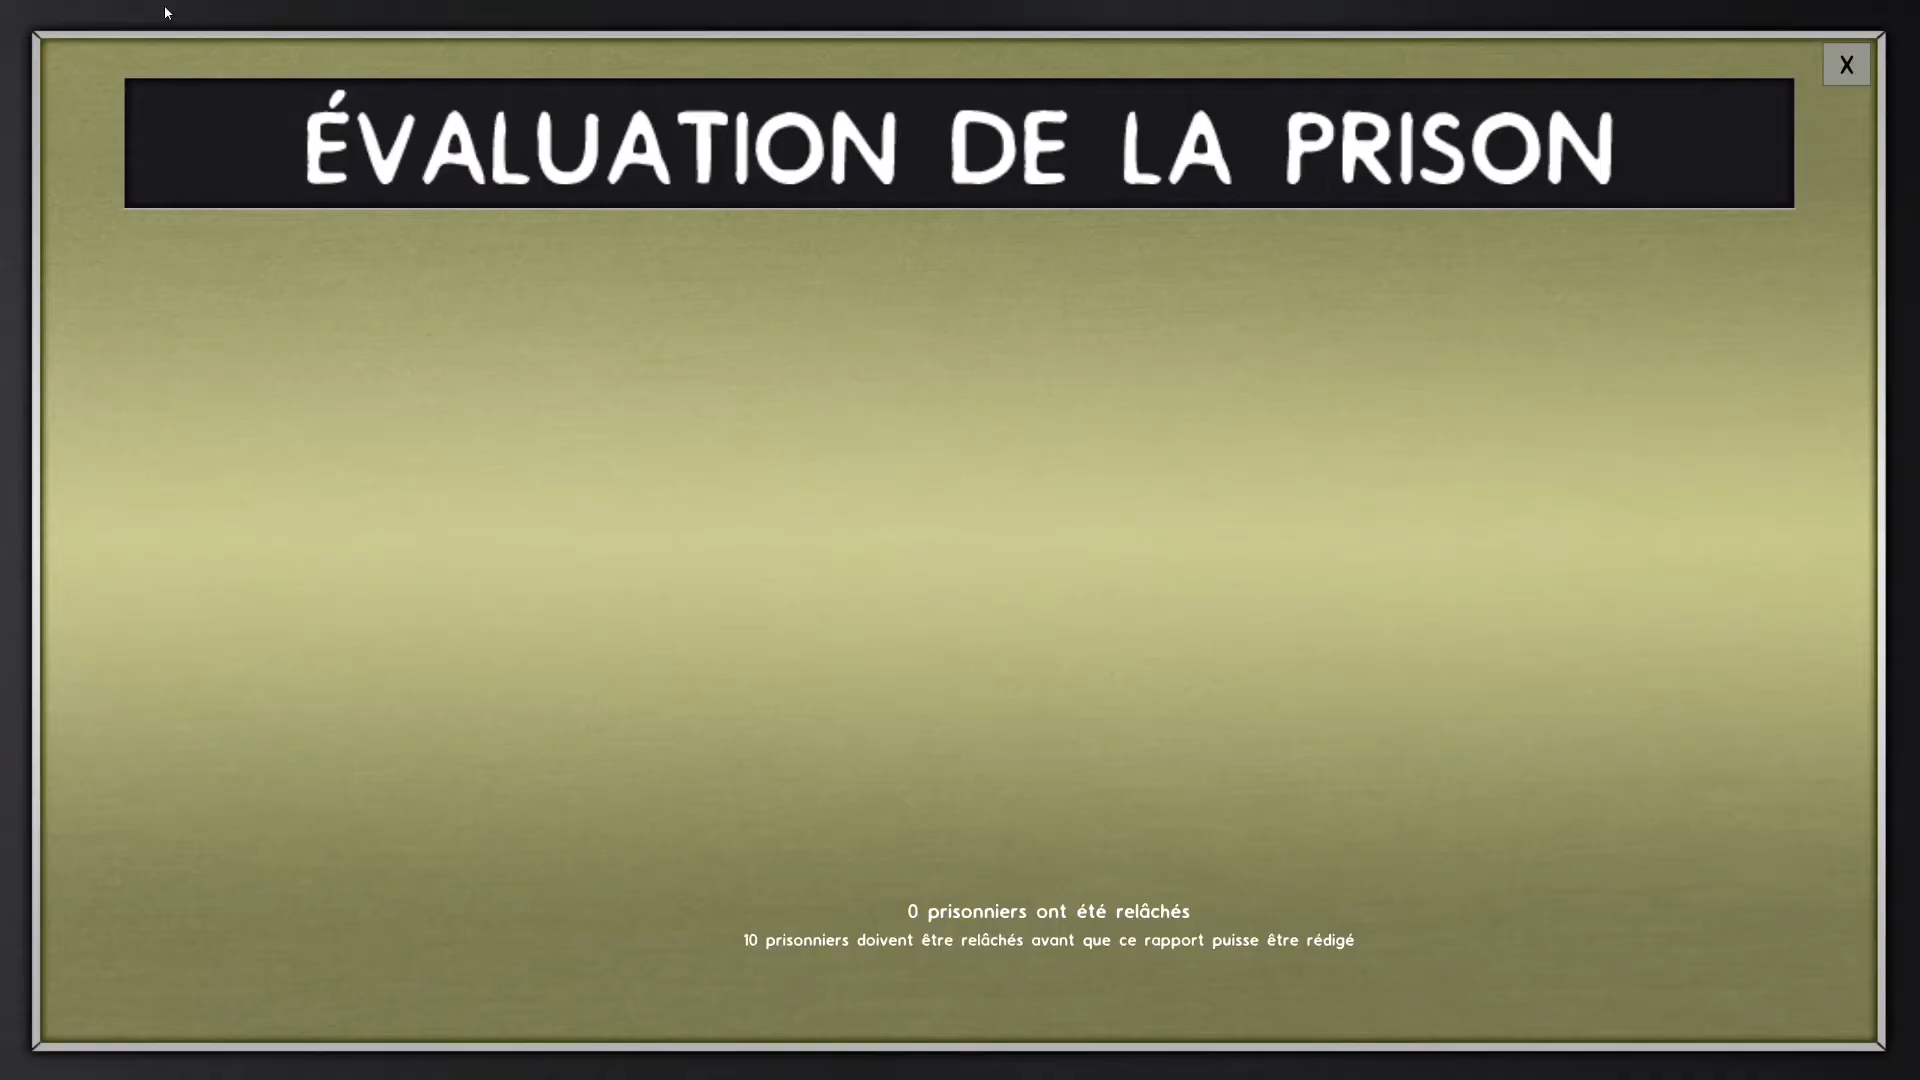 X
ÉVALUATION DE LA PRISON
0 prisonniers ont été relâchés
10 prisonniers doivent être relâchés avant que ce rapport puisse être rédigé